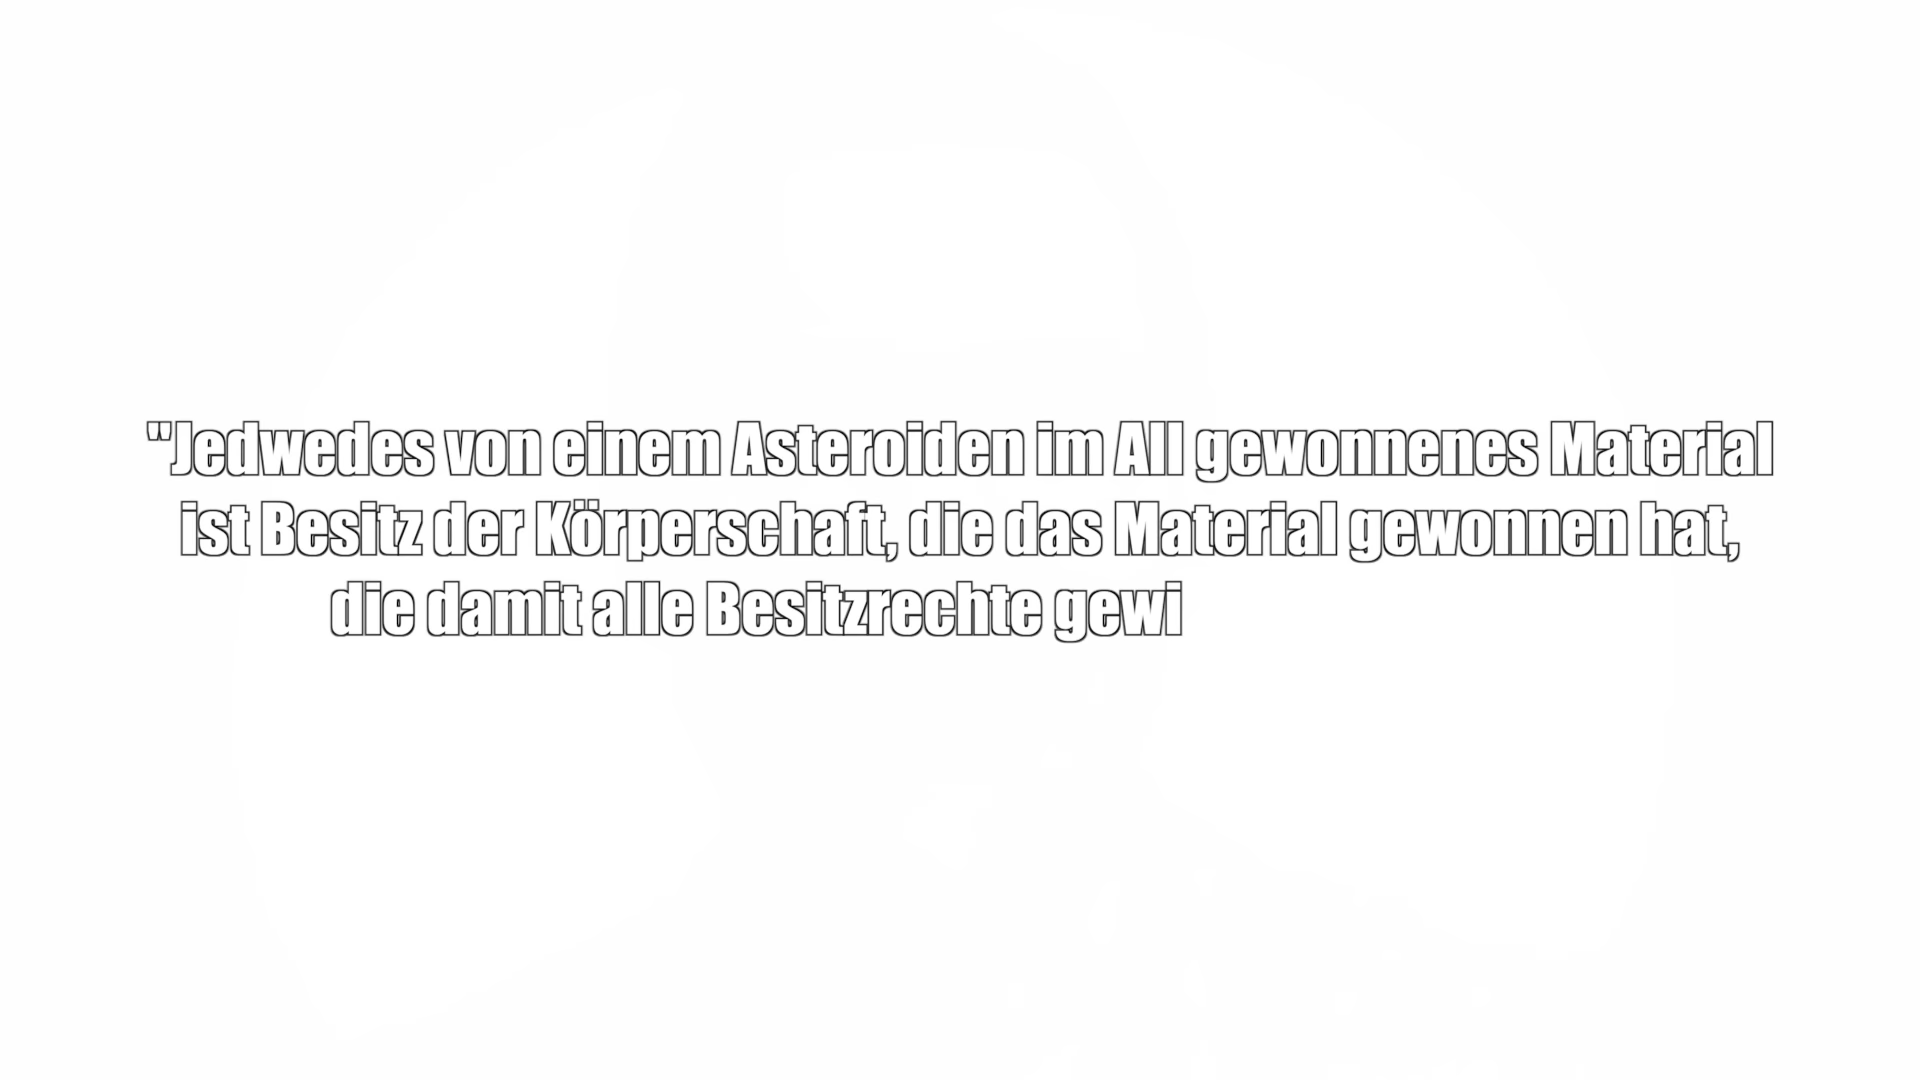 "Jedwedes von einem Asteroiden im All gewonnenes Material
ist Besitz der Körperschaft, die das Material gewonnen hat,
die damit alle Besitzrechte gewi